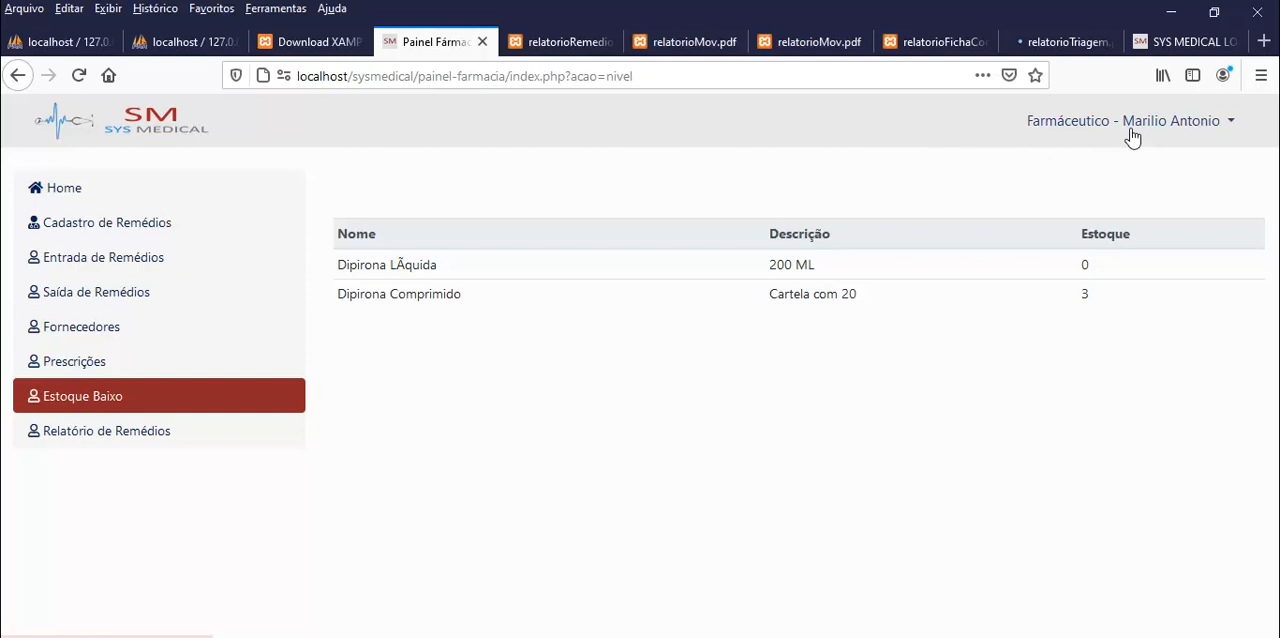 Arquivo Editar Exibir Histórico Favoritos Ferramentas Ajuda
localhost / 127.0. localhost / 127.0. Download XAMP Painel Fárma relatorioRemedio relatorioMov.pdf relatorioMov.pdf relatorioFichaCo relatorioTriagem. SYS MEDICAL LO
localhost/sysmedical/painel-farmacia/index.php?acao=nivel
SM
SYS MEDICAL
Farmáceutico - Marilio Antonio
Home
Cadastro de Remédios
Entrada de Remédios
Saída de Remédios
Fornecedores
Prescrições
Estoque Baixo
Relatório de Remédios
Nome Descrição Estoque
Dipirona LÃquida 200 ML 0
Dipirona Comprimido Cartela com 20 3